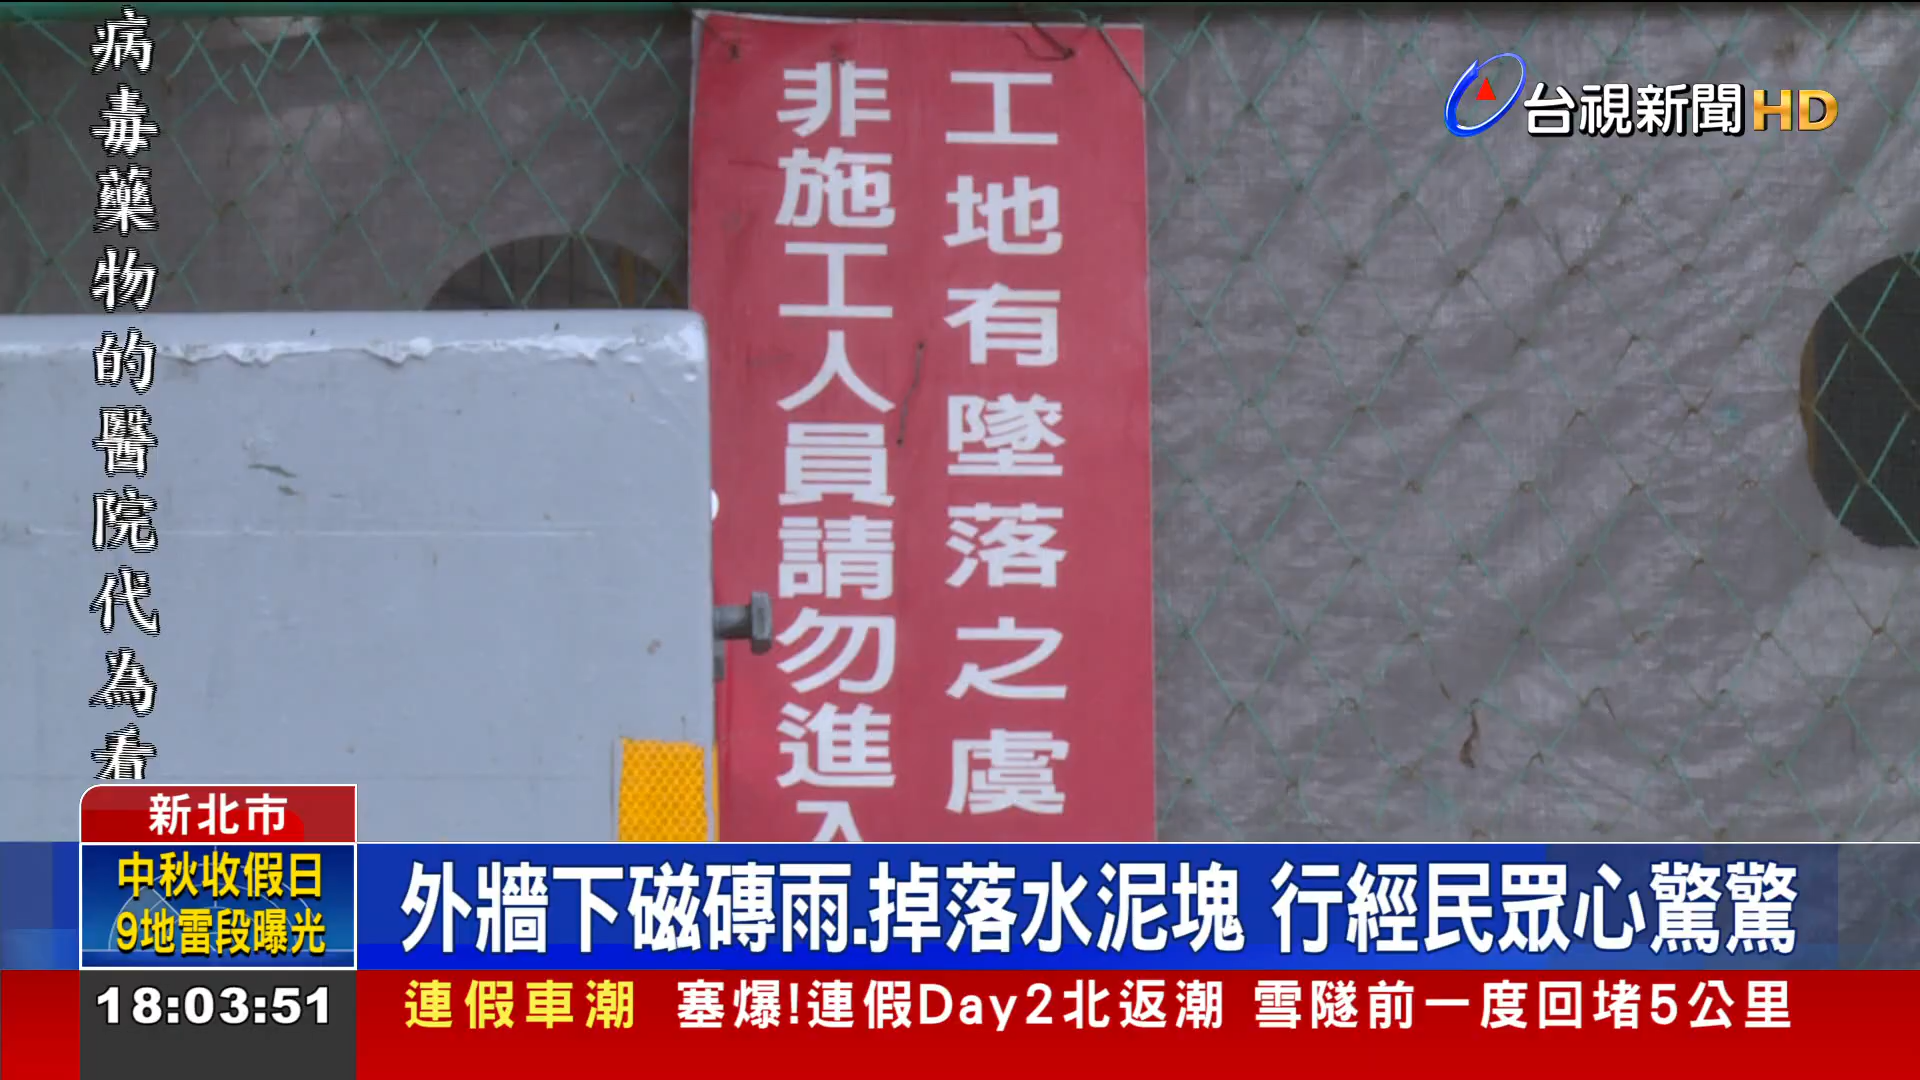 病毒藥物的醫院代為看
工地有墜落之虞
非施工人員請勿進入
台視新聞HD
新北市
中秋收假日
9地雷段曝光
外牆下磁磚雨.掉落水泥塊 行經民眾心驚驚
18:03:51
連假車潮 塞爆!連假Day2北返潮 雪隧前一度回堵5公里